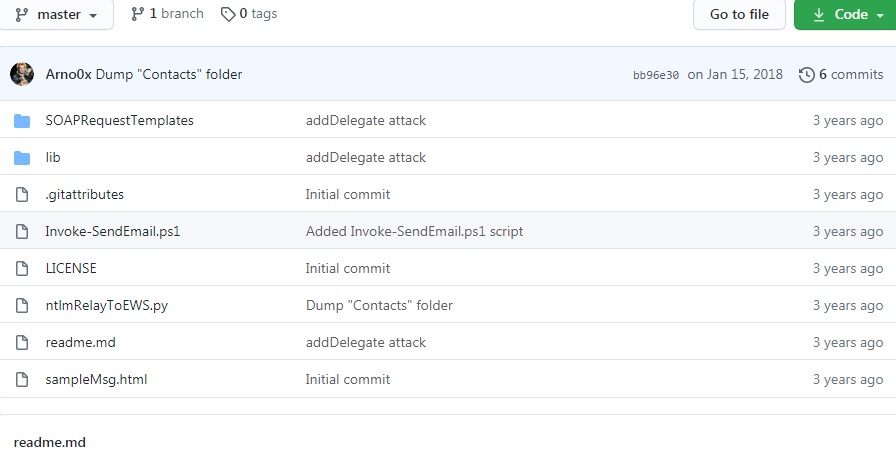 master 1 branch 0 tags Go to file Code
Arno0x Dump "Contacts" folder bb96e30 on Jan 15, 2018 6 commits
SOAPRequestTemplates addDelegate attack 3 years ago
lib addDelegate attack 3 years ago
.gitattributes Initial commit 3 years ago
Invoke-SendEmail.ps1 Added Invoke-SendEmail.ps1 script 3 years ago
LICENSE Initial commit 3 years ago
ntlmRelayToEWS.py Dump "Contacts" folder 3 years ago
readme.md addDelegate attack 3 years ago
sampleMsg.html Initial commit 3 years ago
readme.md